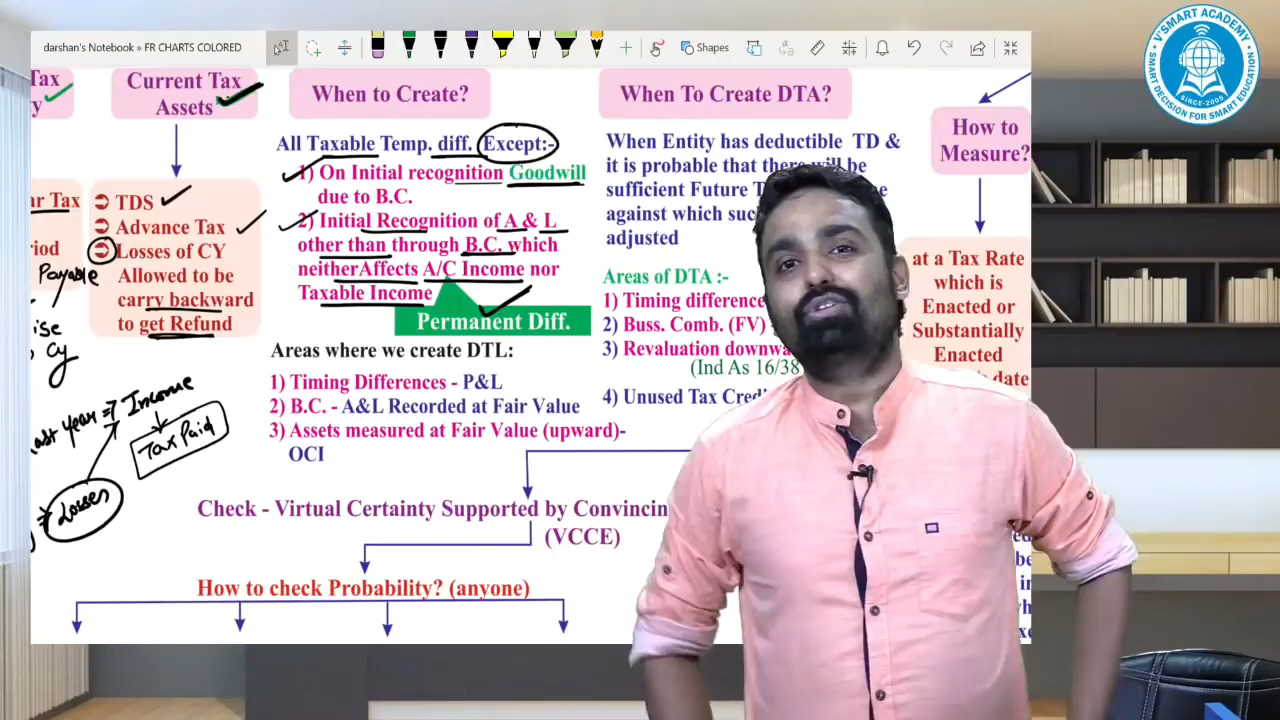 darshan's Notebook » FR CHARTS COLORED
Shapes
V'SMART ACADEMY
SINCE-2005
SMART DECISION FOR SMART EDUCATION
Tax
Current Tax
Assets
TDS
Advance Tax
Losses of CY
Allowed to be
carry backward
to get Refund
Payable
Cy
Last Year => Income
Tax Paid
Losses
When to Create?
All Taxable Temp. diff. Except:-
1) On Initial recognition Goodwill
due to B.C.
2) Initial Recognition of A & L
other than through B.C. which
neither Affects A/C Income nor
Taxable Income
Permanent Diff.
Areas where we create DTL:
1) Timing Differences - P&L
2) B.C. - A&L Recorded at Fair Value
3) Assets measured at Fair Value (upward)-
OCI
When To Create DTA?
When Entity has deductible TD &
it is probable that there will be
sufficient Future
against which
adjusted
Areas of DTA :-
1) Timing difference
2) Buss. Comb. (FV)
3) Revaluation
(Ind As 16/38
4) Unused Tax
Check - Virtual Certainty Supported by
(VCCE)
How to check Probability? (anyone)
How to
Measure?
at a Tax Rate
which is
Enacted or
Substantially
Enacted
date